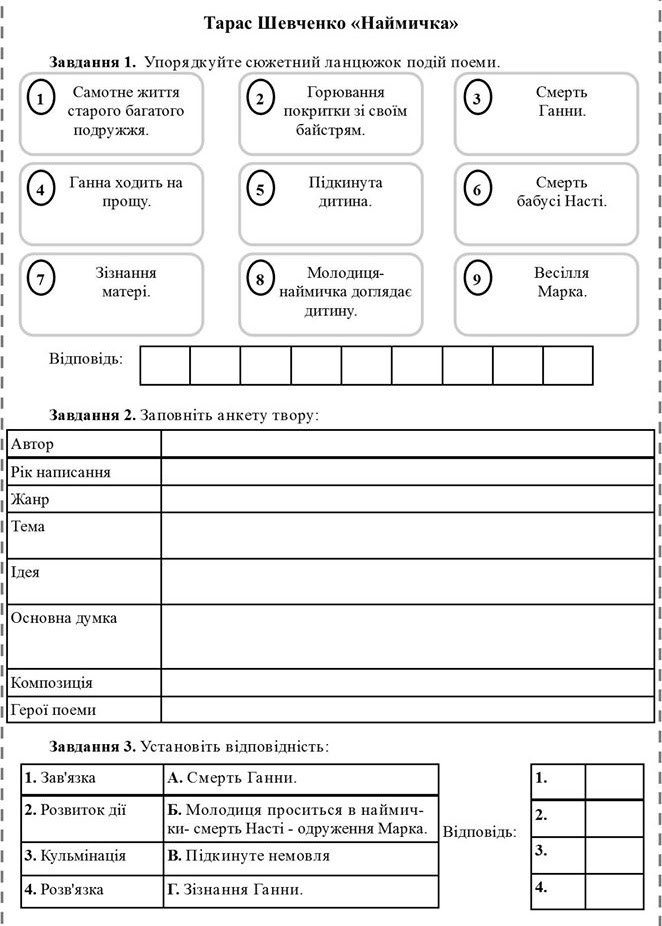 Тарас Шевченко «Наймичка»
Завдання 1. Упорядкуйте сюжетний ланцюжок подій поеми.
1 Самотне життя
старого багатого
подружжя.
2 Горювання
покритки зі своїм
байстрям.
3 Смерть
Ганни.
4 Ганна ходить на
прощу.
5 Підкинута
дитина.
6 Смерть
бабусі Насті.
7 Зізнання
матері.
8 Молодиця-
наймичка доглядає
дитину.
9 Весілля
Марка.
Відповідь:
Завдання 2. Заповніть анкету твору:
Автор
Рік написання
Жанр
Тема
Ідея
Основна думка
Композиція
Герої поеми
Завдання 3. Установіть відповідність:
1. Зав'язка
А. Смерть Ганни.
2. Розвиток дії
Б. Молодиця проситься в наймич-
ки- смерть Насті - одруження Марка.
3. Кульмінація
В. Підкинуте немовля
4. Розв'язка
Г. Зізнання Ганни.
Відповідь:
1.
2.
3.
4.